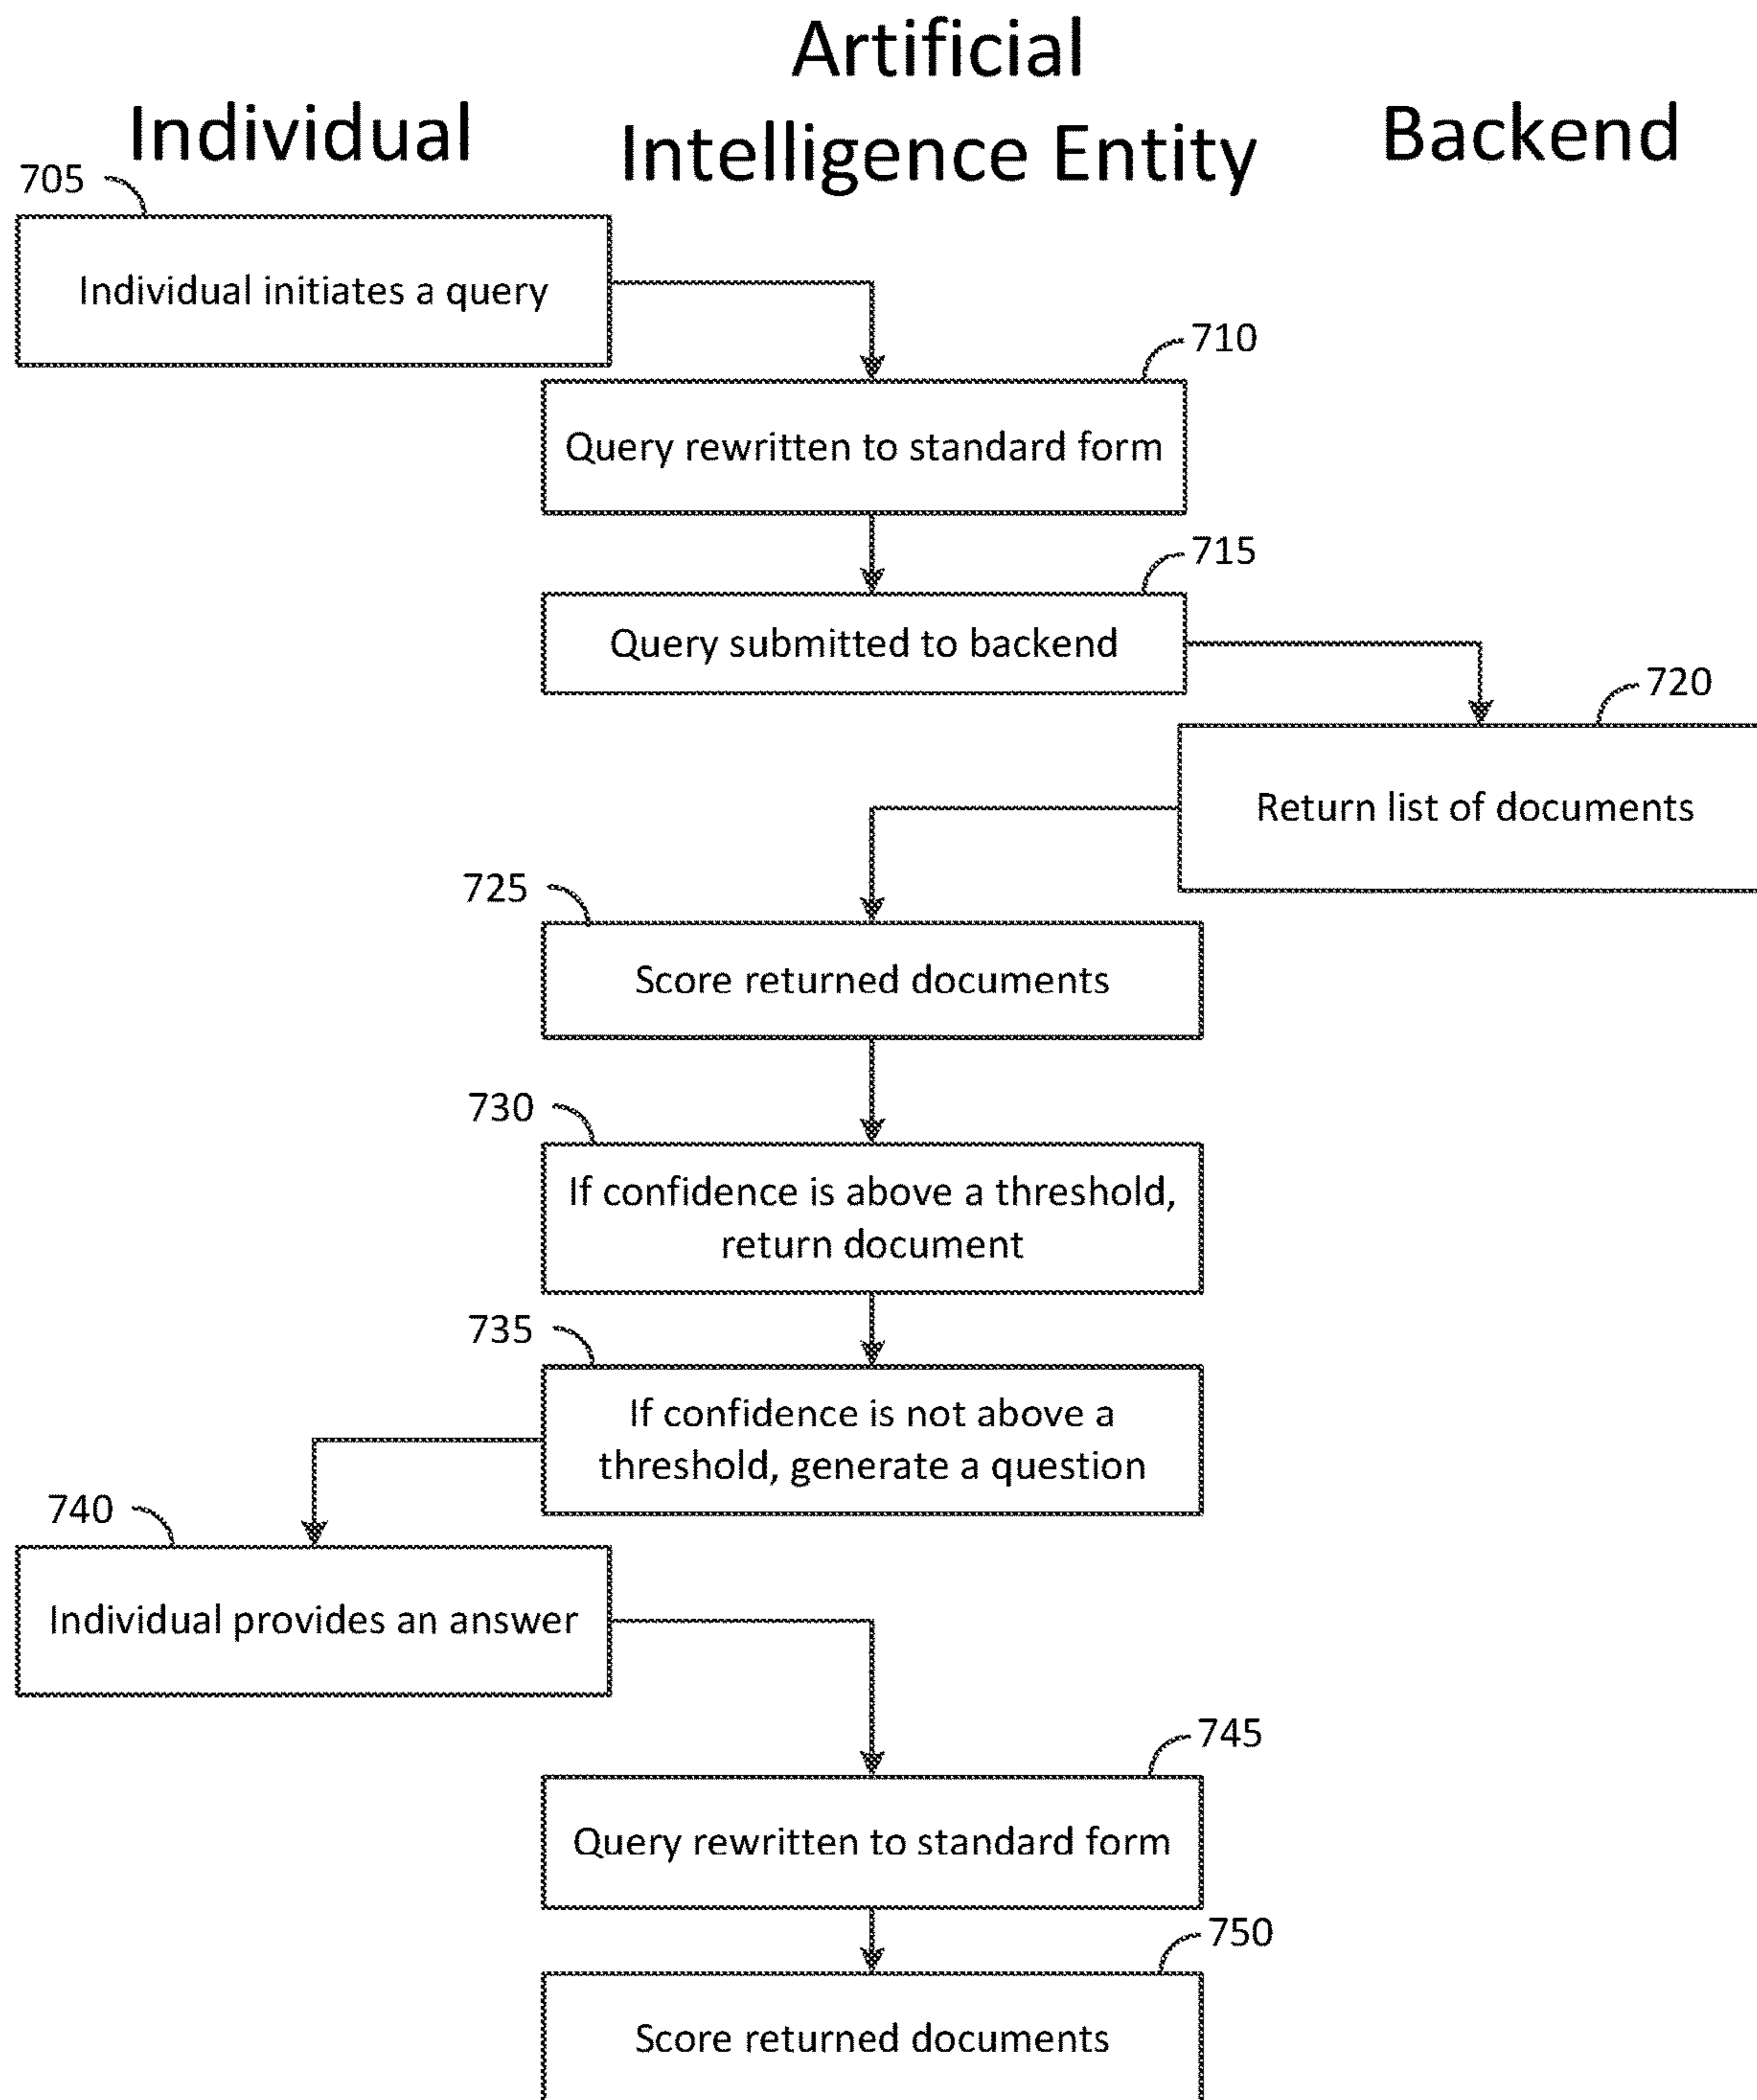 Artificial
Individual
Intelligence Entity
Backend
705
Individual initiates a query
710
Query rewritten to standard form
715
Query submitted to backend
720
Return list of documents
725
Score returned documents
730
If confidence is above a threshold,
return document
735
If confidence is not above a
threshold, generate a question
740
Individual provides an answer
745
Query rewritten to standard form
750
Score returned documents